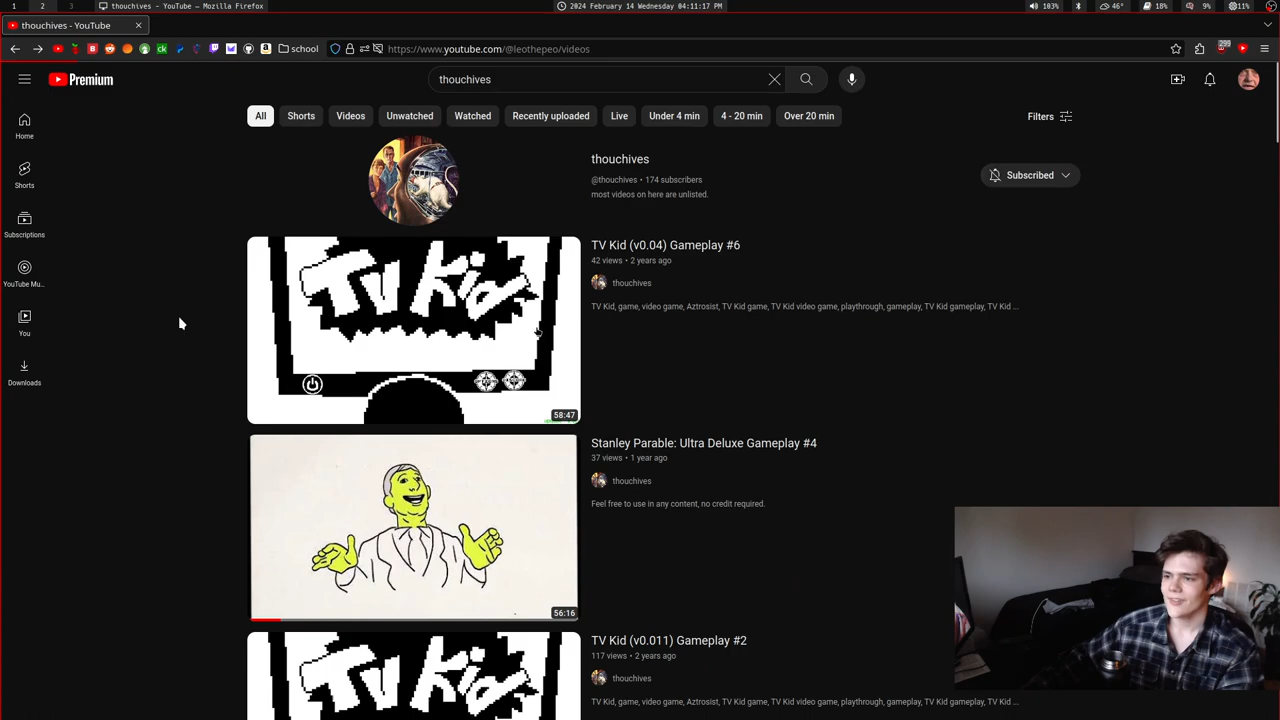 1 2 3 thouchives - YouTube — Mozilla Firefox 2024 February 14 Wednesday 04:11:17 PM 103% 46° 18% 9% 11%
thouchives - YouTube
school https://www.youtube.com/@leothepeo/videos 299
Premium thouchives
All Shorts Videos Unwatched Watched Recently uploaded Live Under 4 min 4 - 20 min Over 20 min Filters
Home
Shorts
Subscriptions
YouTube Mu...
You
Downloads
thouchives
@thouchives • 174 subscribers
most videos on here are unlisted.
Subscribed
TV Kid
58:47
TV Kid (v0.04) Gameplay #6
42 views • 2 years ago
thouchives
TV Kid, game, video game, Aztrosist, TV Kid game, TV Kid video game, playthrough, gameplay, TV Kid gameplay, TV Kid ...
56:16
Stanley Parable: Ultra Deluxe Gameplay #4
37 views • 1 year ago
thouchives
Feel free to use in any content, no credit required.
TV Kid
TV Kid (v0.011) Gameplay #2
117 views • 2 years ago
thouchives
TV Kid, game, video game, Aztrosist, TV Kid game, TV Kid video game, playthrough, gameplay, TV Kid gameplay, TV Kid ...